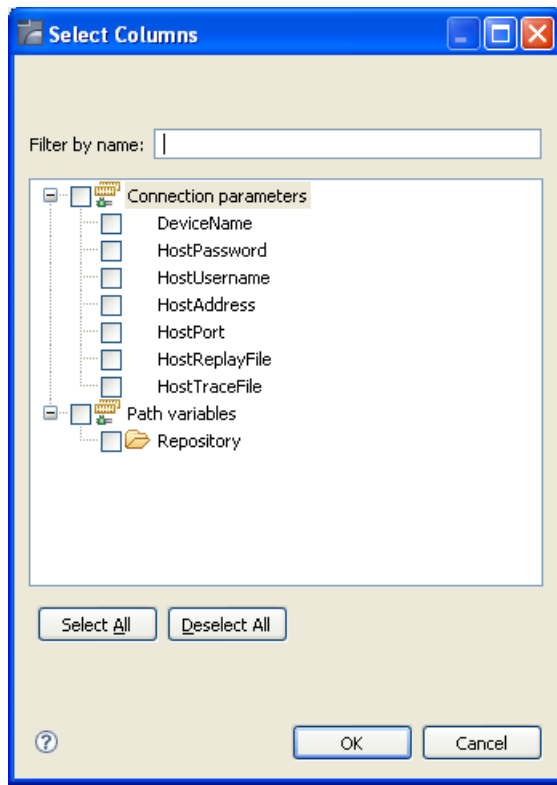 Select Columns
Filter by name:
Connection parameters
DeviceName
HostPassword
HostUsername
HostAddress
HostPort
HostReplayFile
HostTraceFile
Path variables
Repository
Select All Deselect All
? OK Cancel